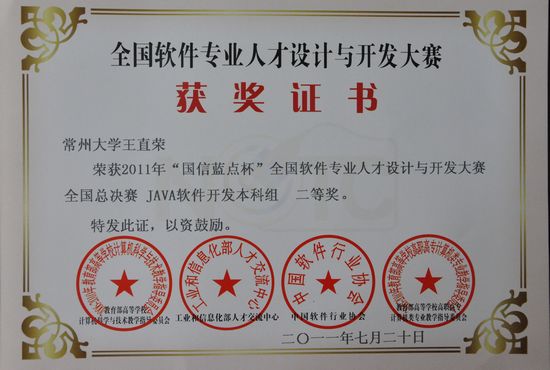 全国软件专业人才设计与开发大赛
获奖证书
常州大学王直荣
荣获2011年“国信蓝点杯”全国软件专业人才设计与开发大赛
全国总决赛 JAVA软件开发本科组 二等奖。
特发此证，以资鼓励。
工业和信息化部人才交流中心
中国软件行业协会
教育部高等学校
计算机科学与技术教学指导委员会
工业和信息化部人才交流中心
中国软件行业协会
教育部高等学校高职高专
计算机类专业教学指导委员会
二〇一一年七月二十日